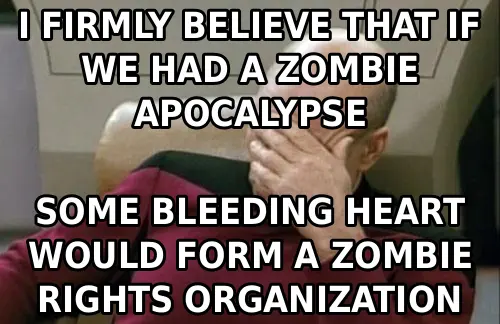 I FIRMLY BELIEVE THAT IF
WE HAD A ZOMBIE
APOCALYPSE
SOME BLEEDING HEART
WOULD FORM A ZOMBIE
RIGHTS ORGANIZATION